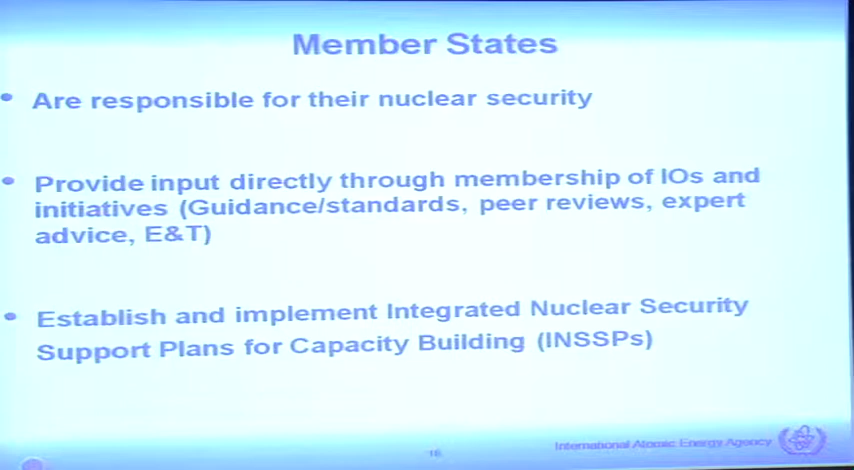 Member States
• Are responsible for their nuclear security
• Provide input directly through membership of IOs and
initiatives (Guidance/standards, peer reviews, expert
advice, E&T)
• Establish and implement Integrated Nuclear Security
Support Plans for Capacity Building (INSSPs)
16
International Atomic Energy Agency